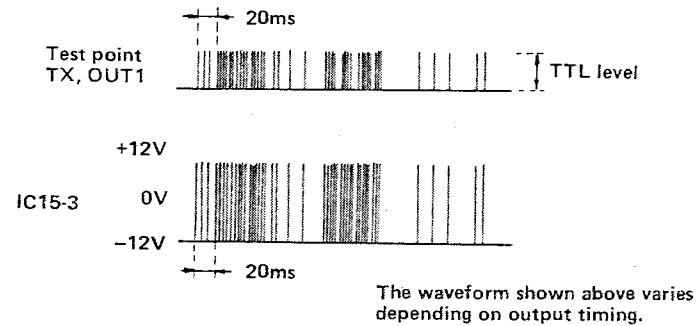 20ms
Test point
TX, OUT1
TTL level
+12V
IC15-3
0V
−12V
20ms
The waveform shown above varies
depending on output timing.